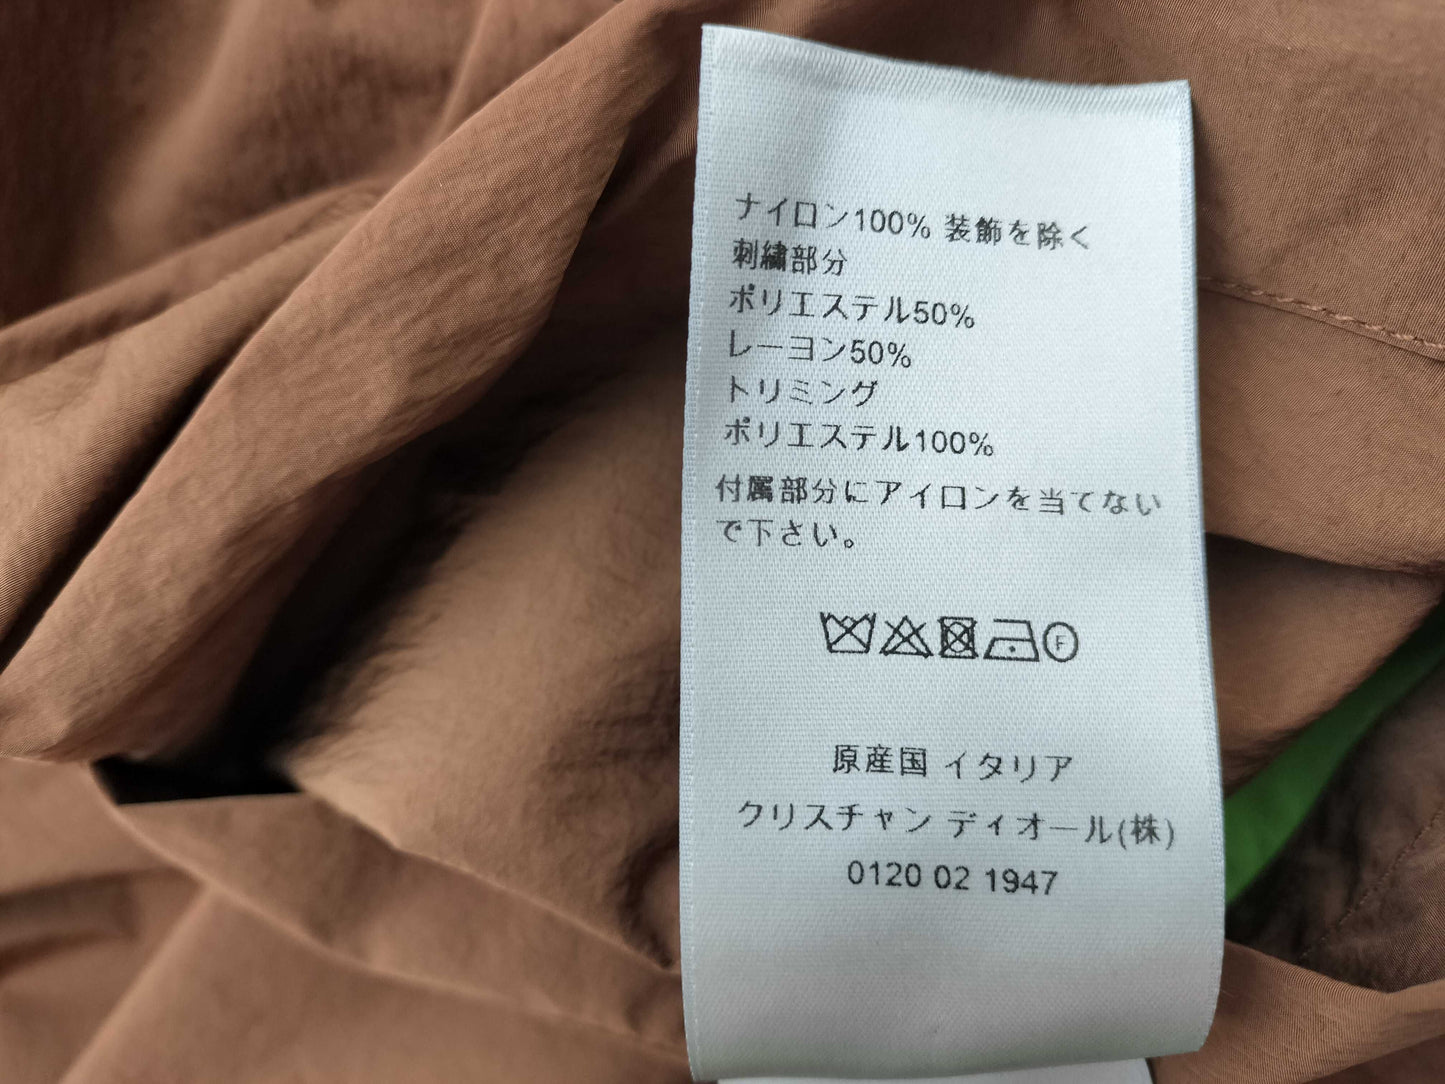 ナイロン100% 装飾を除く
刺繍部分
ポリエステル50%
レーヨン50%
トリミング
ポリエステル100%
付属部分にアイロンを当てない
で下さい。
F
原産国 イタリア
クリスチャン ディオール(株)
0120 02 1947